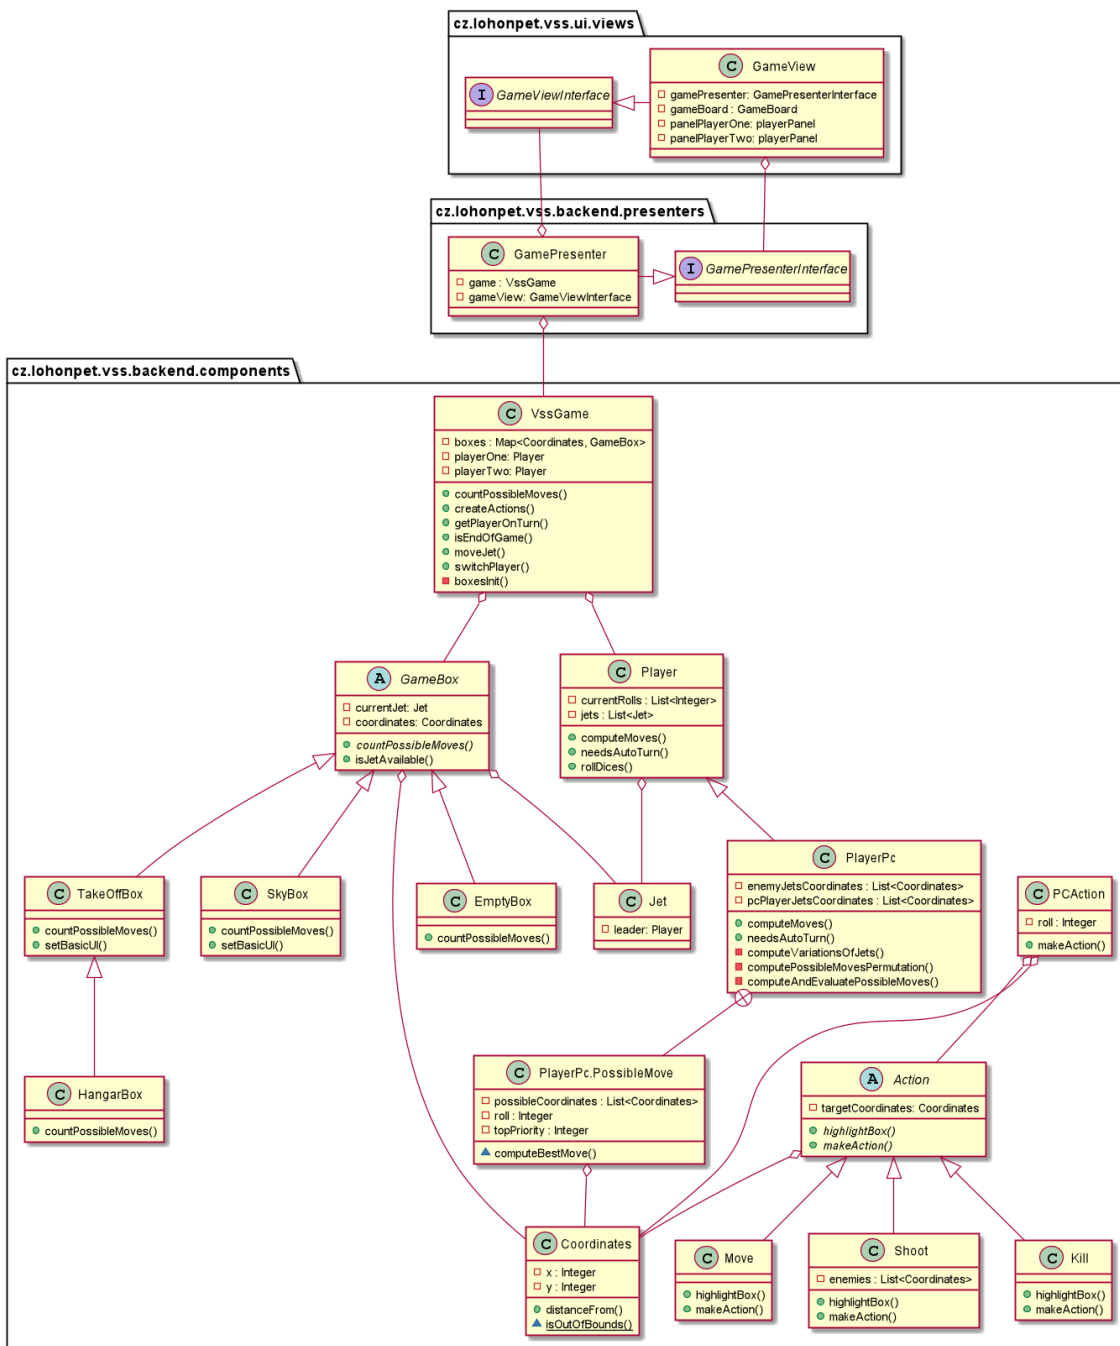 cz.lohonpet.vss.ui.views
C GameView
gamePresenter: GamePresenterInterface
gameBoard : GameBoard
panelPlayerOne: playerPanel
panelPlayerTwo: playerPanel
I GameViewInterface
cz.lohonpet.vss.backend.presenters
C GamePresenter
game : VssGame
gameView: GameViewInterface
I GamePresenterInterface
cz.lohonpet.vss.backend.components
C VssGame
boxes : Map<Coordinates, GameBox>
playerOne: Player
playerTwo: Player
countPossibleMoves()
createActions()
getPlayerOnTurn()
isEndOfGame()
moveJet()
switchPlayer()
boxesInit()
A GameBox
currentJet: Jet
coordinates: Coordinates
countPossibleMoves()
isJetAvailable()
C Player
currentRolls : List<Integer>
jets : List<Jet>
computeMoves()
needsAutoTurn()
rollDices()
C TakeOffBox
countPossibleMoves()
setBasicUI()
C SkyBox
countPossibleMoves()
setBasicUI()
C EmptyBox
countPossibleMoves()
C Jet
leader: Player
C PlayerPc
enemyJetsCoordinates : List<Coordinates>
pcPlayerJetsCoordinates : List<Coordinates>
computeMoves()
needsAutoTurn()
computeVariationsOfJets()
computePossibleMovesPermutation()
computeAndEvaluatePossibleMoves()
C PCAction
roll : Integer
makeAction()
C HangarBox
countPossibleMoves()
C PlayerPc.PossibleMove
possibleCoordinates : List<Coordinates>
roll : Integer
topPriority : Integer
computeBestMove()
A Action
targetCoordinates: Coordinates
highlightBox()
makeAction()
C Coordinates
x : Integer
y : Integer
distanceFrom()
isOutOfBounds()
C Move
highlightBox()
makeAction()
C Shoot
enemies : List<Coordinates>
highlightBox()
makeAction()
C Kill
highlightBox()
makeAction()